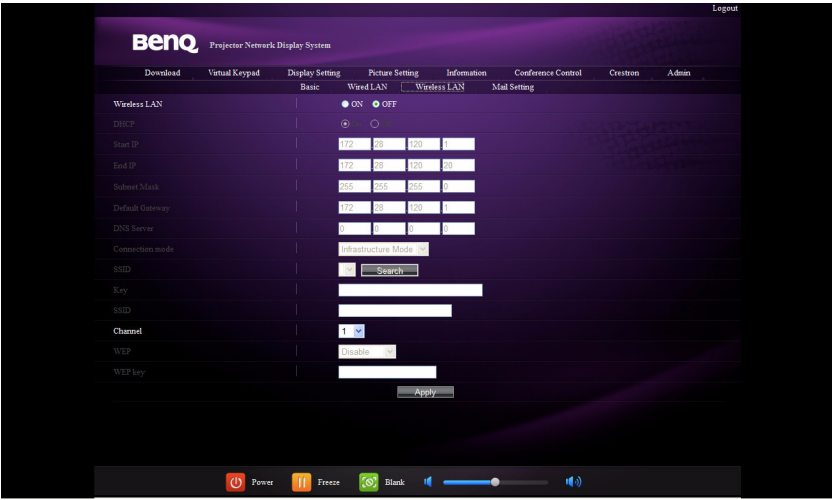 Logout
BenQ Projector Network Display System
Download Virtual Keypad Display Setting Picture Setting Information Conference Control Crestron Admin
Basic Wired LAN Wireless LAN Mail Setting
Wireless LAN ON OFF
DHCP
Start IP 172 .28 .120 .1
End IP 172 .28 .120 .20
Subnet Mask 255 .255 .255 .0
Default Gateway 172 .28 .120 .1
DNS Server 0 .0 .0 .0
Connection mode Infrastructure Mode
SSID Search
Key
SSID
Channel 1
WEP Disable
WEP key
Apply
Power Freeze Blank